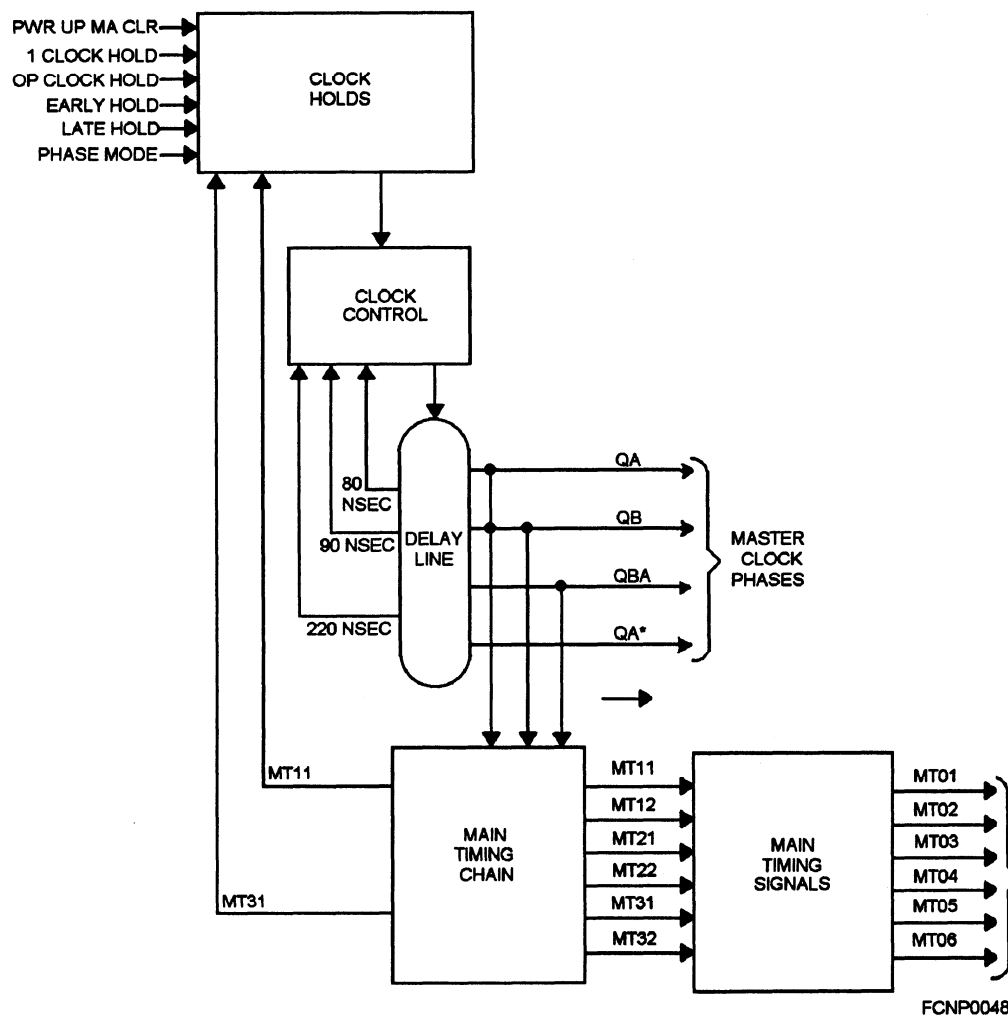 PWR UP MA CLR
1 CLOCK HOLD
OP CLOCK HOLD
EARLY HOLD
LATE HOLD
PHASE MODE
CLOCK
HOLDS
CLOCK
CONTROL
80
NSEC
90 NSEC
220 NSEC
DELAY
LINE
QA
QB
QBA
QA*
MASTER
CLOCK
PHASES
MT11
MT31
MAIN
TIMING
CHAIN
MT11
MT12
MT21
MT22
MT31
MT32
MAIN
TIMING
SIGNALS
MT01
MT02
MT03
MT04
MT05
MT06
FCNP0048